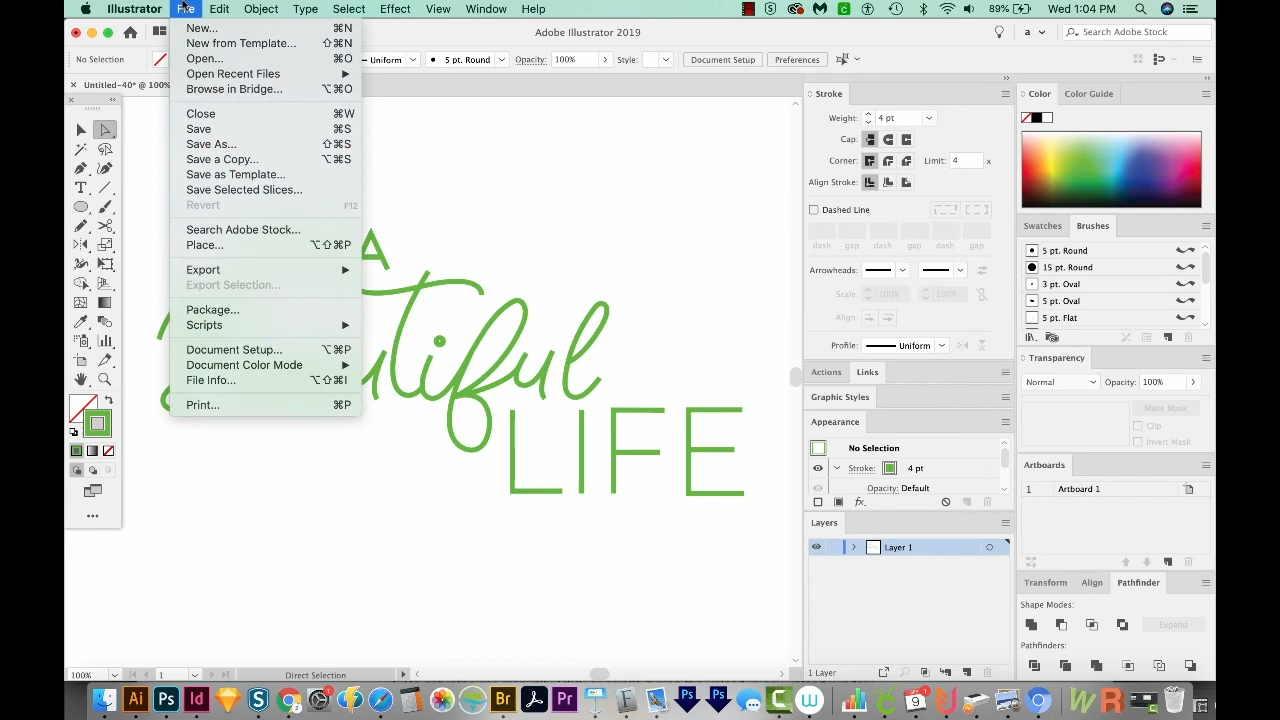 Illustrator File Edit Object Type Select Effect View Window Help 89% Wed 1:04 PM
Adobe Illustrator 2019 a Search Adobe Stock
No Selection Uniform 5 pt. Round Opacity: 100% Style: Document Setup Preferences
Untitled-40* @ 100%
New... ⌘N
New from Template... ⇧⌘N
Open... ⌘O
Open Recent Files
Browse in Bridge... ⌥⌘O
Close ⌘W
Save ⌘S
Save As... ⇧⌘S
Save a Copy... ⌥⌘S
Save as Template...
Save Selected Slices...
Revert F12
Search Adobe Stock...
Place... ⌥⇧⌘P
Export
Export Selection...
Package...
Scripts
Document Setup... ⌥⌘P
Document Color Mode
File Info... ⌥⇧⌘I
Print... ⌘P
A
utiful
LIFE
Stroke
Weight: 4 pt
Cap:
Corner: Limit: 4 x
Align Stroke:
Dashed Line
dash gap dash gap dash gap
Arrowheads:
Scale: 100% 100%
Align:
Profile: Uniform
Actions Links
Graphic Styles
Appearance
No Selection
Stroke: 4 pt
Opacity: Default
fx.
Layers
Layer 1
1 Layer
Color Color Guide
Swatches Brushes
5 pt. Round
15 pt. Round
3 pt. Oval
5 pt. Oval
5 pt. Flat
Transparency
Normal Opacity: 100%
Make Mask
Clip
Invert Mask
Artboards
1 Artboard 1
Transform Align Pathfinder
Shape Modes:
Expand
Pathfinders:
100% 1 Direct Selection
Ai Ps Id S 1 Br Pr 9 W R